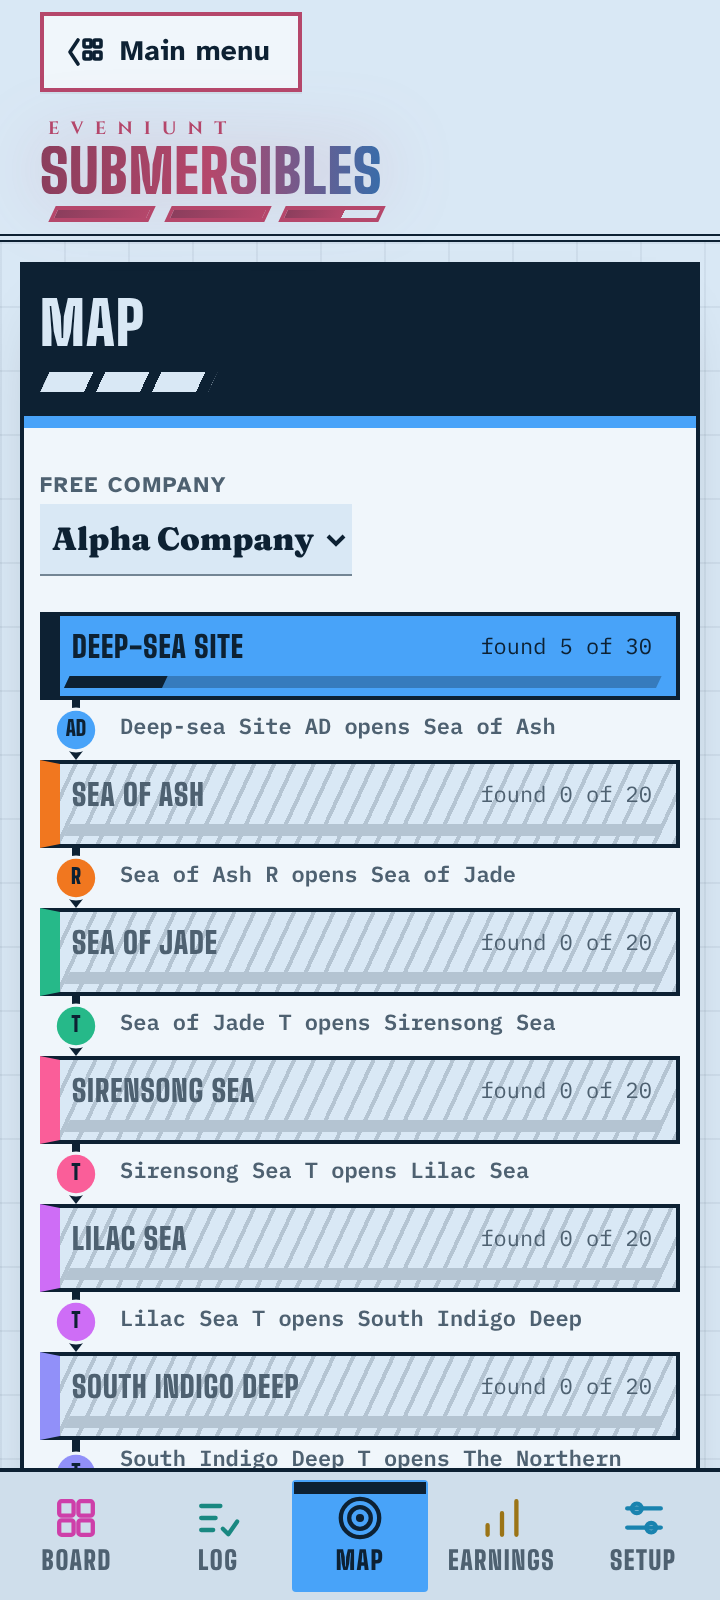 Main menu
EVENIUNT
SUBMERSIBLES
MAP
FREE COMPANY
Alpha Company
DEEP-SEA SITE found 5 of 30
AD Deep-sea Site AD opens Sea of Ash
SEA OF ASH found 0 of 20
R Sea of Ash R opens Sea of Jade
SEA OF JADE found 0 of 20
T Sea of Jade T opens Sirensong Sea
SIRENSONG SEA found 0 of 20
T Sirensong Sea T opens Lilac Sea
LILAC SEA found 0 of 20
T Lilac Sea T opens South Indigo Deep
SOUTH INDIGO DEEP found 0 of 20
South Indigo Deep T opens The Northern
BOARD LOG MAP EARNINGS SETUP